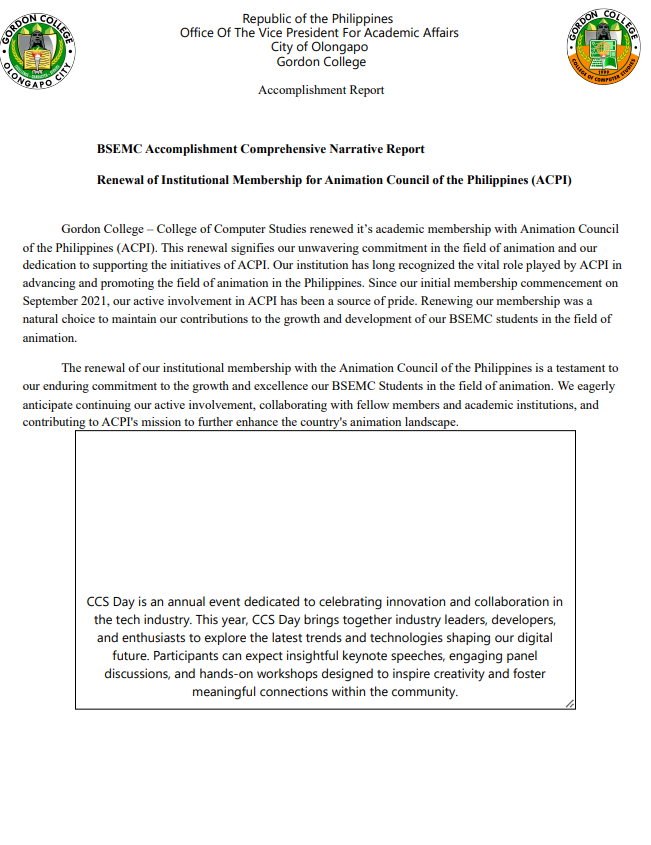 Republic of the Philippines
Office Of The Vice President For Academic Affairs
City of Olongapo
Gordon College
GORDON COLLEGE
OLONGAPO CITY
GORDON COLLEGE
COLLEGE OF COMPUTER STUDIES
1999
Accomplishment Report
BSEMC Accomplishment Comprehensive Narrative Report
Renewal of Institutional Membership for Animation Council of the Philippines (ACPI)
Gordon College – College of Computer Studies renewed it’s academic membership with Animation Council
of the Philippines (ACPI). This renewal signifies our unwavering commitment in the field of animation and our
dedication to supporting the initiatives of ACPI. Our institution has long recognized the vital role played by ACPI in
advancing and promoting the field of animation in the Philippines. Since our initial membership commencement on
September 2021, our active involvement in ACPI has been a source of pride. Renewing our membership was a
natural choice to maintain our contributions to the growth and development of our BSEMC students in the field of
animation.
The renewal of our institutional membership with the Animation Council of the Philippines is a testament to
our enduring commitment to the growth and excellence our BSEMC Students in the field of animation. We eagerly
anticipate continuing our active involvement, collaborating with fellow members and academic institutions, and
contributing to ACPI's mission to further enhance the country's animation landscape.
CCS Day is an annual event dedicated to celebrating innovation and collaboration in
the tech industry. This year, CCS Day brings together industry leaders, developers,
and enthusiasts to explore the latest trends and technologies shaping our digital
future. Participants can expect insightful keynote speeches, engaging panel
discussions, and hands-on workshops designed to inspire creativity and foster
meaningful connections within the community.